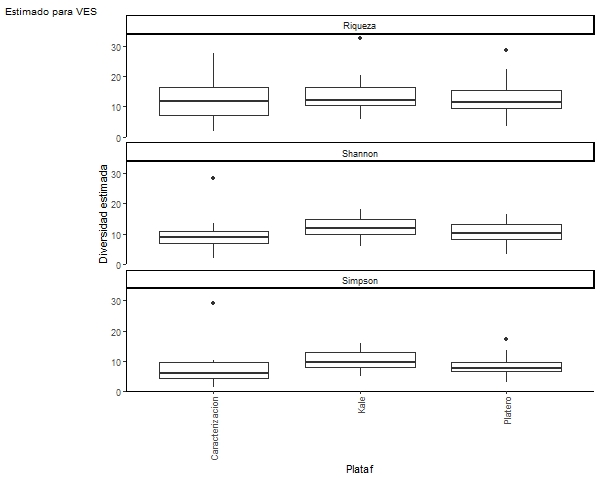 Estimado para VES
Riqueza
30
20
10
0
Shannon
30
20
10
0
Simpson
30
20
10
0
Diversidad estimada
Caracterizacion
Kale
Platero
Plataf